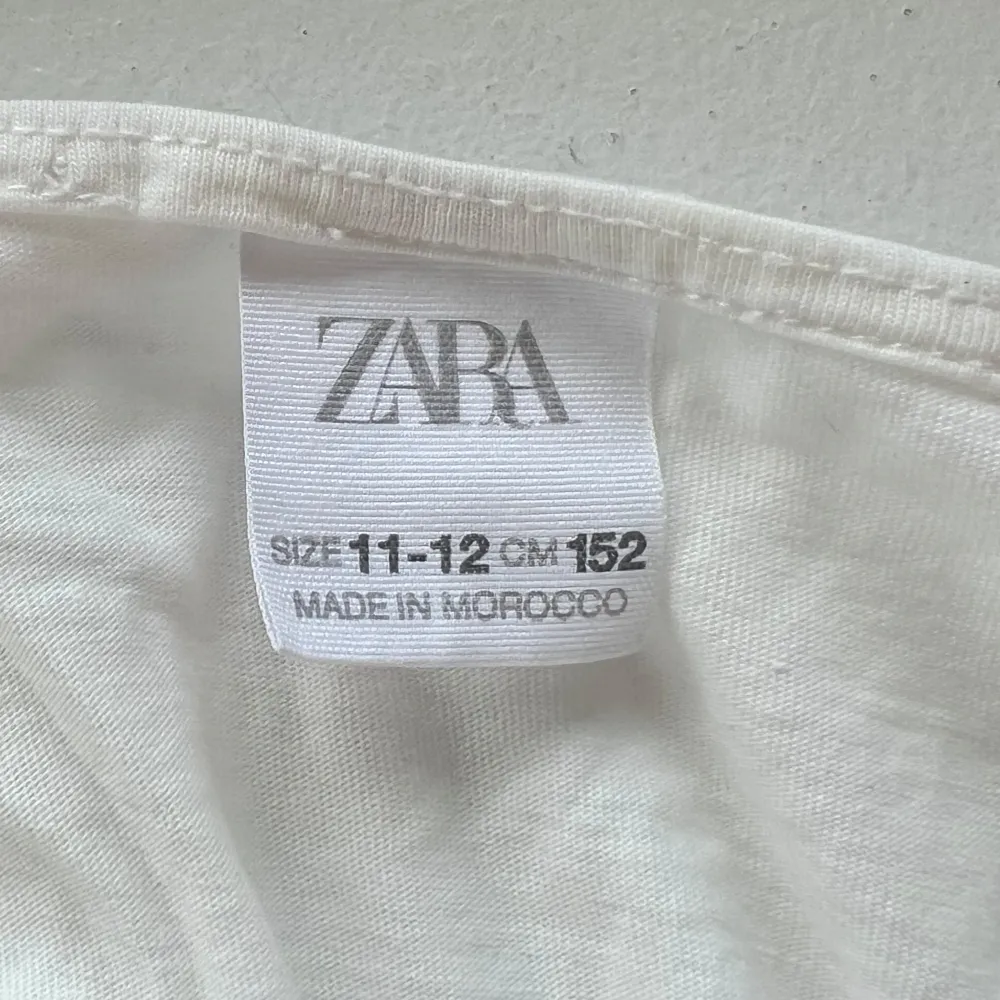 ZARA
SIZE 11-12 CM 152
MADE IN MOROCCO